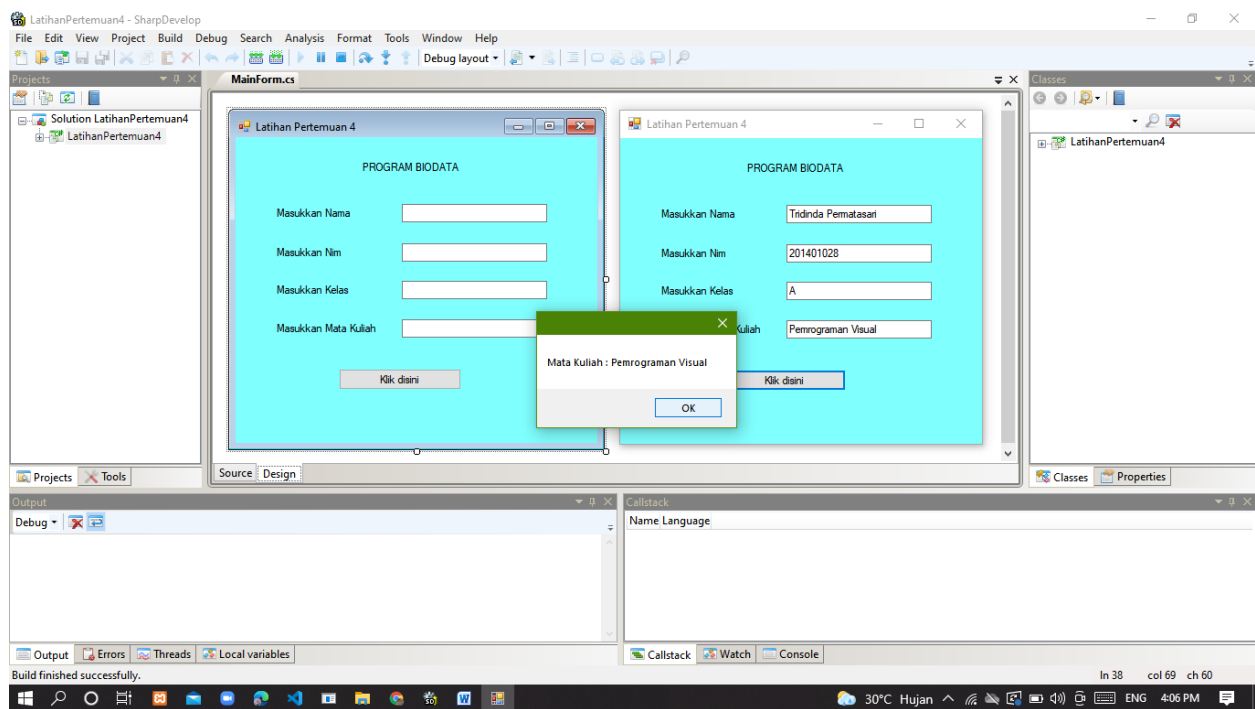 LatihanPertemuan4 - SharpDevelop
File Edit View Project Build Debug Search Analysis Format Tools Window Help
Debug layout
Projects
MainForm.cs
Classes
Solution LatihanPertemuan4
LatihanPertemuan4
LatihanPertemuan4
Latihan Pertemuan 4
PROGRAM BIODATA
Masukkan Nama
Masukkan Nim
Masukkan Kelas
Masukkan Mata Kuliah
Klik disini
Latihan Pertemuan 4
PROGRAM BIODATA
Masukkan Nama Tridinda Permatasari
Masukkan Nim 201401028
Masukkan Kelas A
Kuliah Pemrograman Visual
Klik disini
Mata Kuliah : Pemrograman Visual
OK
Projects Tools
Source Design
Classes Properties
Output
Debug
Callstack
Name Language
Output Errors Threads Local variables
Callstack Watch Console
Build finished successfully.
ln 38 col 69 ch 60
30°C Hujan ENG 4:06 PM